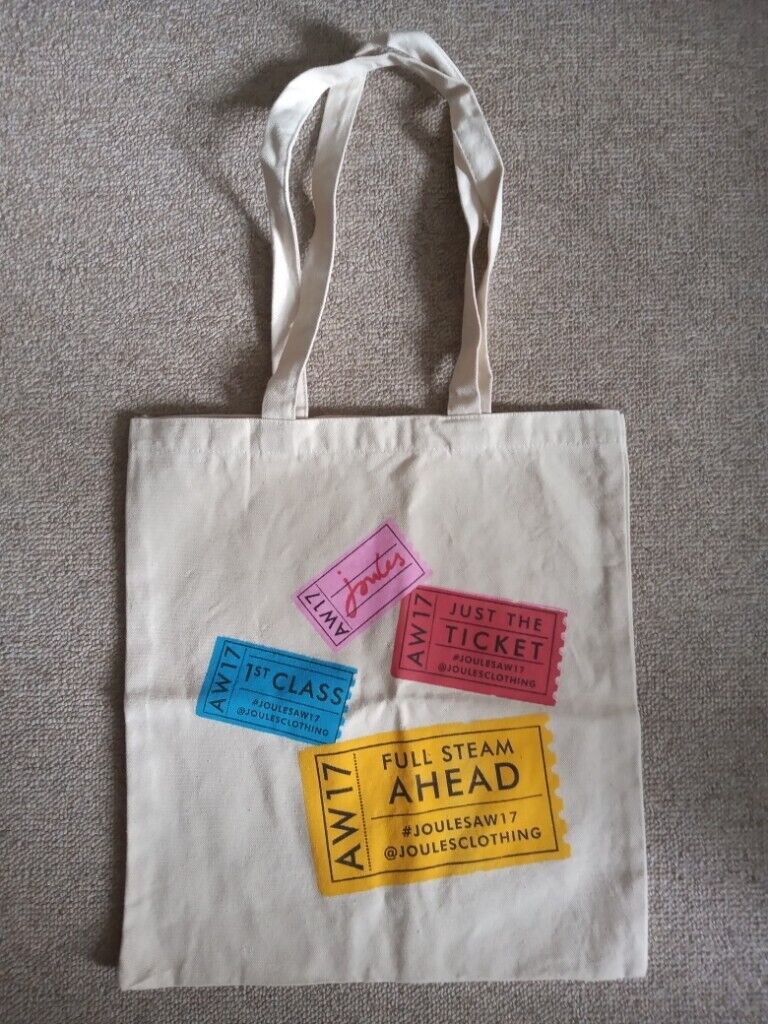 AW17
joules
AW17
JUST THE
TICKET
#JOULESAW17
@JOULESCLOTHING
AW17
1ST CLASS
#JOULESAW17
@JOULESCLOTHING
AW17
FULL STEAM
AHEAD
#JOULESAW17
@JOULESCLOTHING